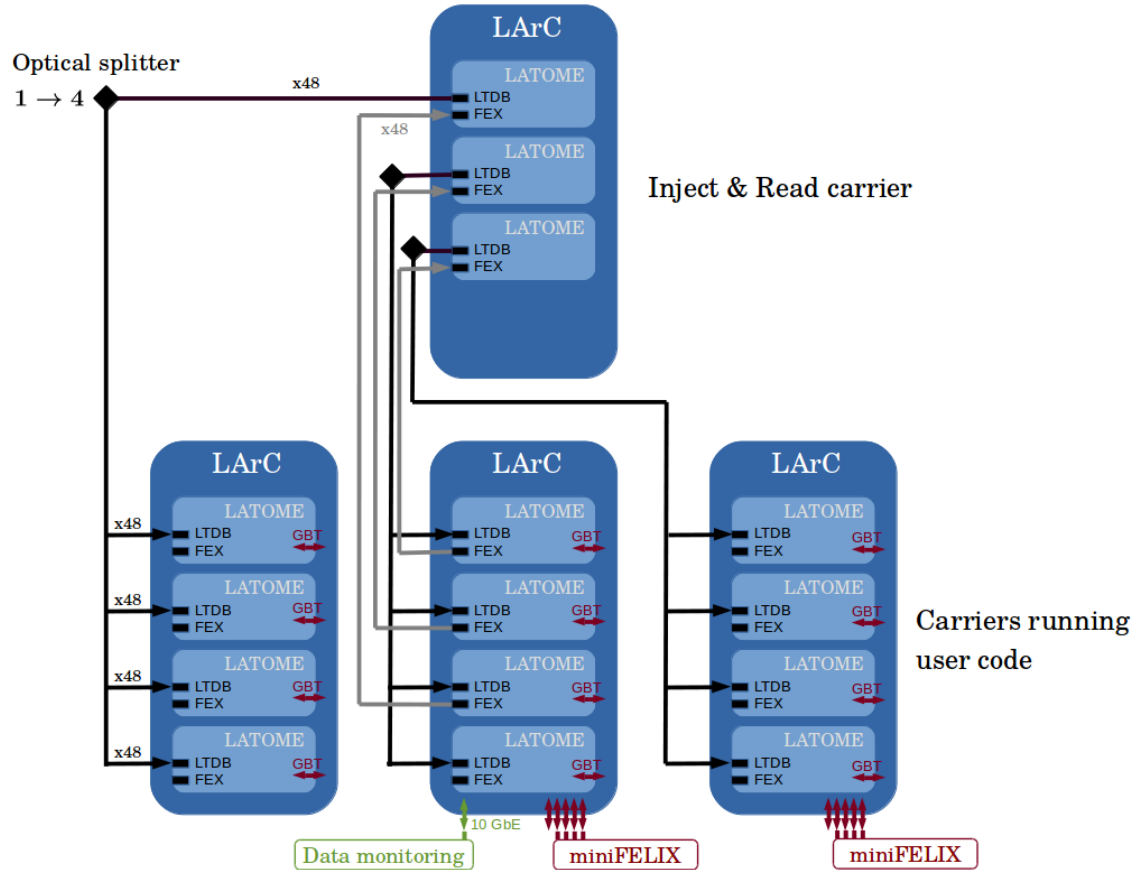 LArC
Optical splitter
1 → 4
x48
LATOME
LTDB
FEX
x48
LATOME
LTDB
FEX
Inject & Read carrier
LATOME
LTDB
FEX
LArC
LArC
LArC
LATOME
x48
LTDB
FEX
GBT
LATOME
LTDB
FEX
GBT
LATOME
LTDB
FEX
GBT
LATOME
x48
LTDB
FEX
GBT
LATOME
LTDB
FEX
GBT
LATOME
LTDB
FEX
GBT
Carriers running
user code
LATOME
x48
LTDB
FEX
GBT
LATOME
LTDB
FEX
GBT
LATOME
LTDB
FEX
GBT
LATOME
x48
LTDB
FEX
GBT
LATOME
LTDB
FEX
GBT
LATOME
LTDB
FEX
GBT
10 GbE
Data monitoring
miniFELIX
miniFELIX